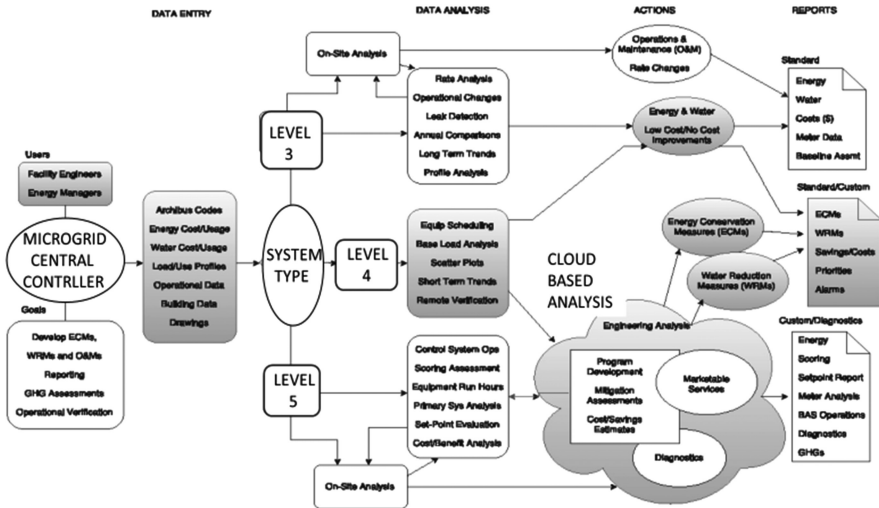 DATA ENTRY
DATA ANALYSIS
ACTIONS
REPORTS
Users
Facility Engineers
Energy Managers
MICROGRID
CENTRAL
CONTRLLER
Goals
Develop ECMs,
WRMs and O&Ms
Reporting
GHG Assessments
Operational Verification
Archibus Codes
Energy Cost/Usage
Water Cost/Usage
Load/Use Profiles
Operational Data
Building Data
Drawings
SYSTEM
TYPE
LEVEL
3
LEVEL
4
LEVEL
5
On-Site Analysis
Rate Analysis
Operational Changes
Leak Detection
Annual Comparisons
Long Term Trends
Profile Analysis
Equip Scheduling
Base Load Analysis
Scatter Plots
Short Term Trends
Remote Verification
Control System Ops
Scoring Assessment
Equipment Run Hours
Primary Sys Analysis
Set-Point Evaluation
Cost/Benefit Analysis
On-Site Analysis
Operations &
Maintenance (O&M)
Rate Changes
Energy & Water
Low Cost/No Cost
Improvements
Energy Conservation
Measures (ECMs)
Water Reduction
Measures (WRMs)
CLOUD
BASED
ANALYSIS
Engineering Analysis
Program
Development
Mitigation
Assessments
Cost/Savings
Estimates
Marketable
Services
Diagnostics
Standard
Energy
Water
Costs ($)
Meter Data
Baseline Assmt
Standard/Custom
ECMs
WRMs
Savings/Costs
Priorities
Alarms
Custom/Diagnostics
Energy
Scoring
Setpoint Report
Meter Analysis
BAS Operations
Diagnostics
GHGs